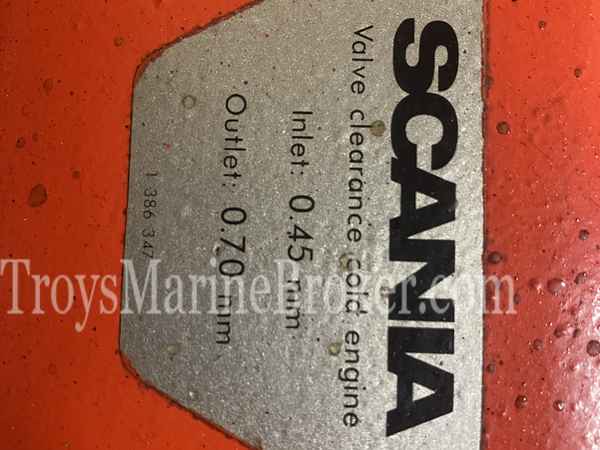 SCANIA
Valve clearance cold engine
Inlet: 0.45 mm
Outlet: 0.70 mm
1 386 347
TroysMarineBroker.com